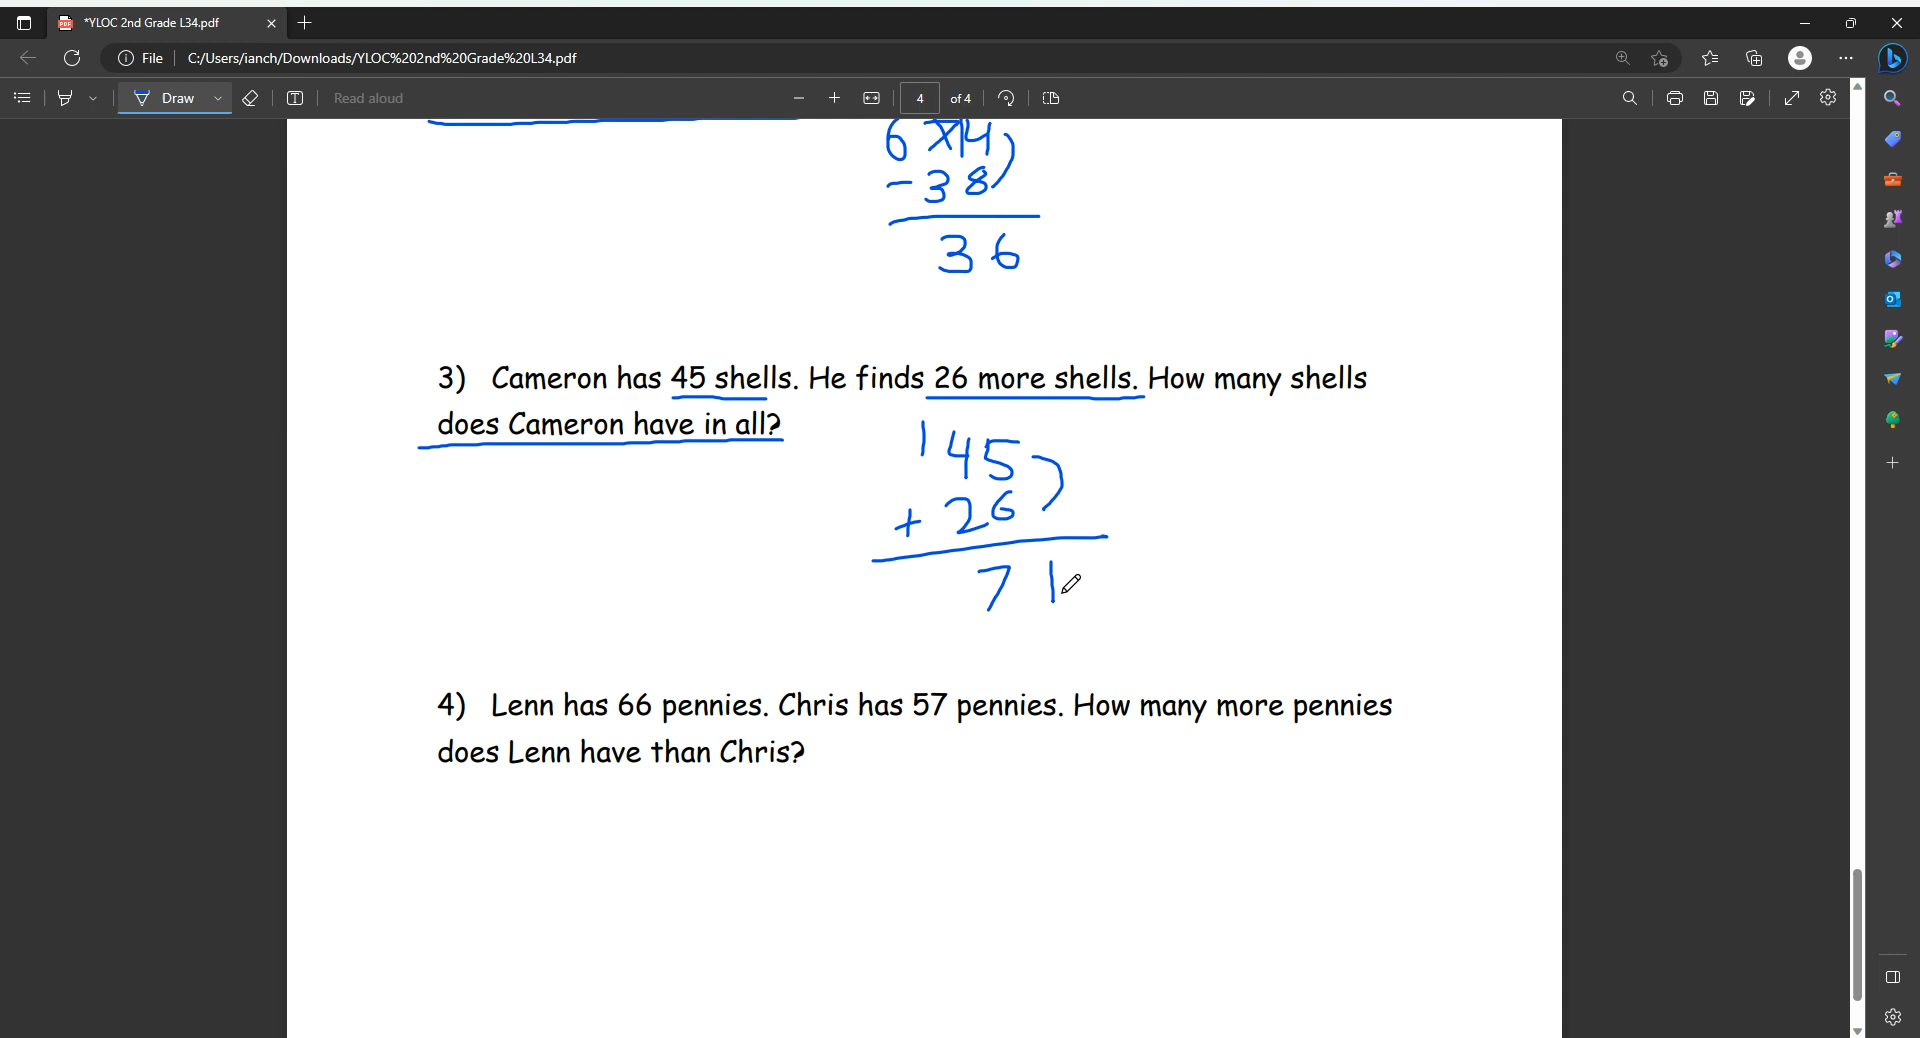 *YLOC 2nd Grade L34.pdf
File C:/Users/ianch/Downloads/YLOC%202nd%20Grade%20L34.pdf
Draw Read aloud 4 of 4
6 7 14
- 3 8
3 6
3) Cameron has 45 shells. He finds 26 more shells. How many shells
does Cameron have in all?
1 45
+ 26
7 1
4) Lenn has 66 pennies. Chris has 57 pennies. How many more pennies
does Lenn have than Chris?